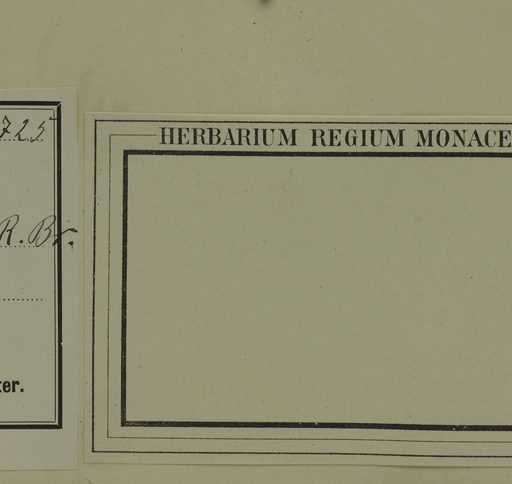 725
R. Br.
ter.
HERBARIUM REGIUM MONACE